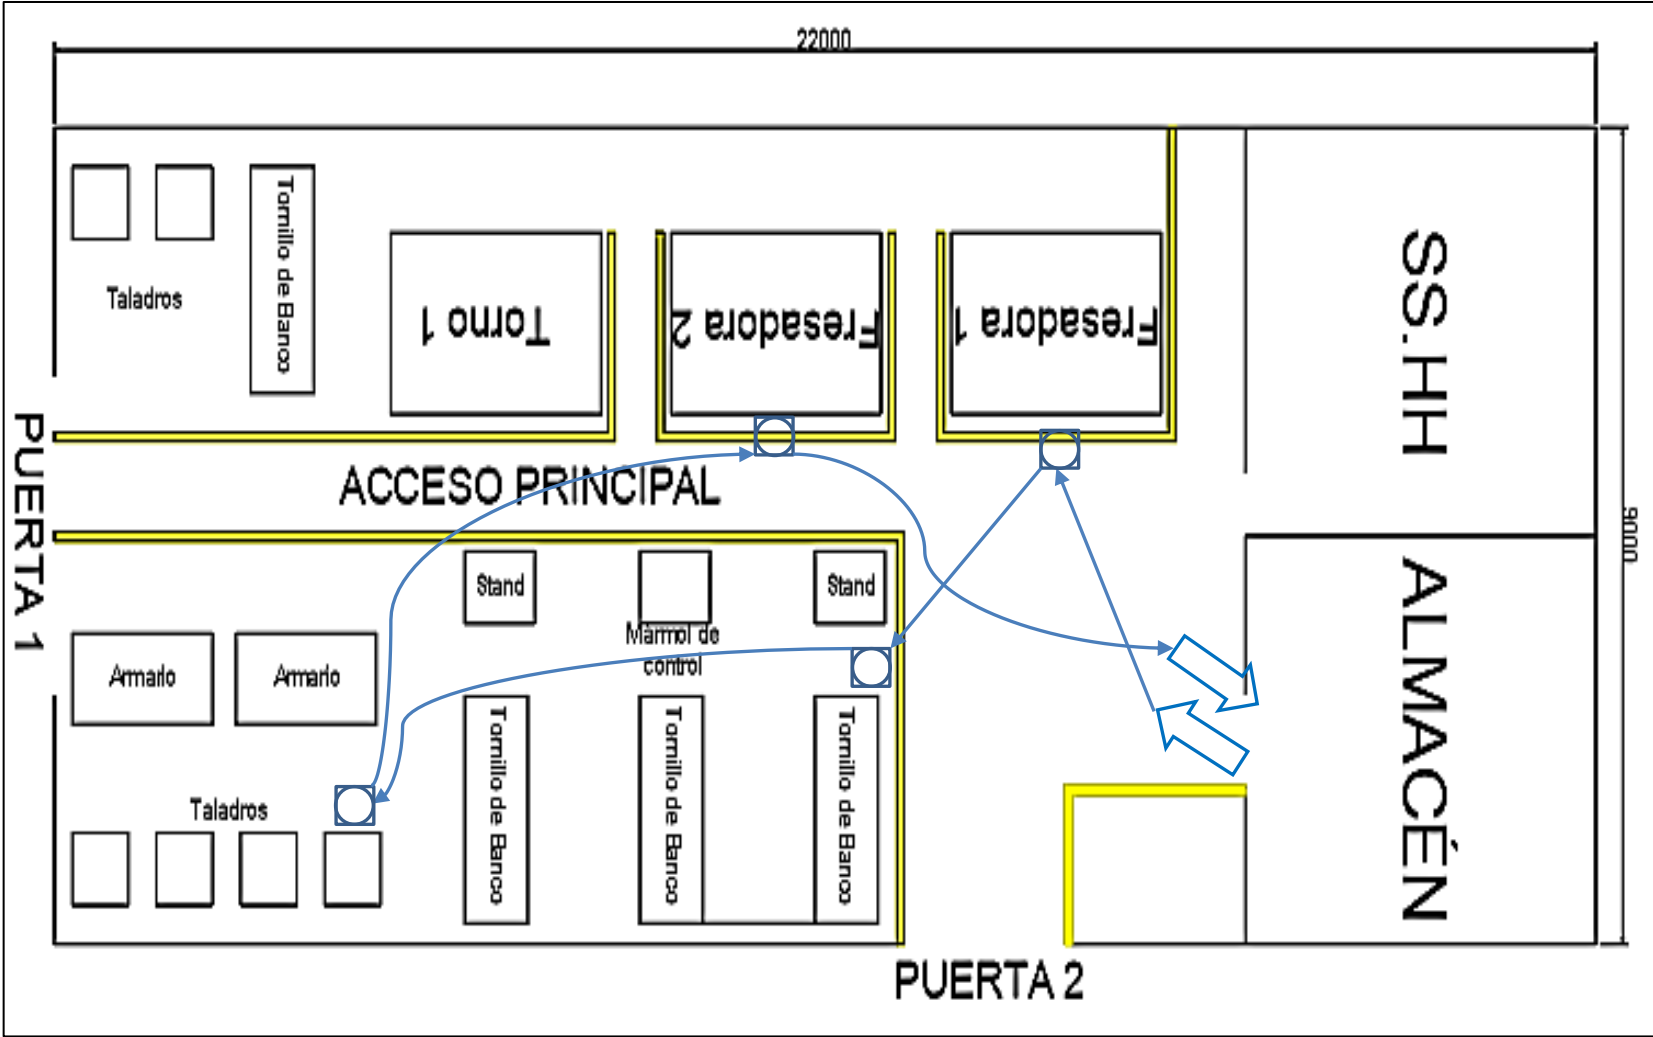 22000
Taladros
Tornillo de Banco
Torno 1
Fresadora 2
Fresadora 1
SS.HH
PUERTA 1
ACCESO PRINCIPAL
9000
Stand
Stand
Mármol de
control
Armario
Armario
ALMACÉN
Taladros
Tornillo de Banco
Tornillo de Banco
Tornillo de Banco
PUERTA 2